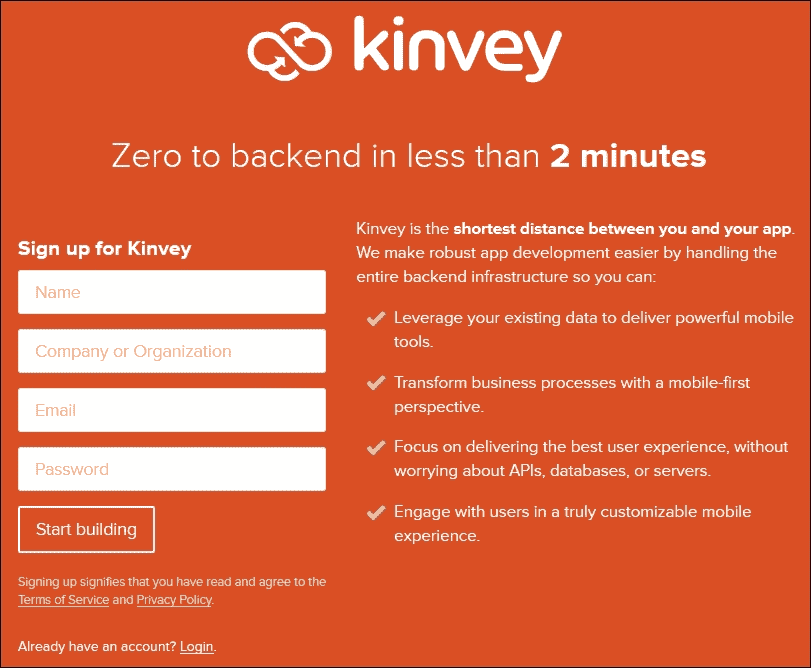 kinvey
Zero to backend in less than 2 minutes
Sign up for Kinvey
Name
Company or Organization
Email
Password
Start building
Signing up signifies that you have read and agree to the
Terms of Service and Privacy Policy.
Already have an account? Login.
Kinvey is the shortest distance between you and your app.
We make robust app development easier by handling the
entire backend infrastructure so you can:
Leverage your existing data to deliver powerful mobile
tools.
Transform business processes with a mobile-first
perspective.
Focus on delivering the best user experience, without
worrying about APIs, databases, or servers.
Engage with users in a truly customizable mobile
experience.